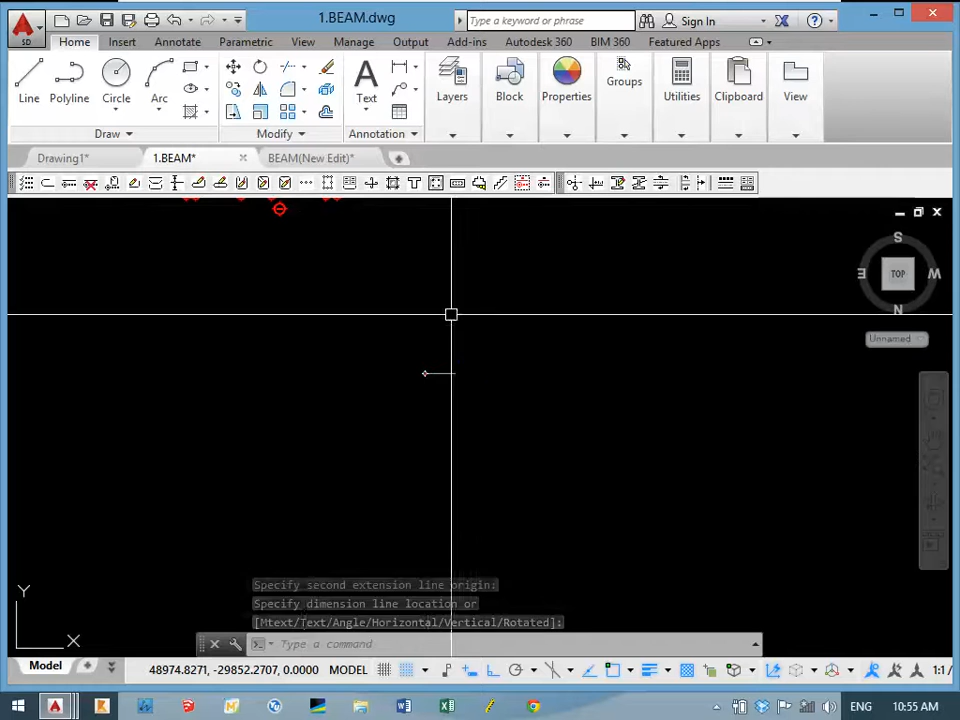 1.BEAM.dwg
Type a keyword or phrase
Sign In
SD
Home
Insert
Annotate
Parametric
View
Manage
Output
Add-ins
Autodesk 360
BIM 360
Featured Apps
Line
Polyline
Circle
Arc
Text
Layers
Block
Properties
Groups
Utilities
Clipboard
View
Draw
Modify
Annotation
Drawing1*
1.BEAM*
BEAM(New Edit)*
S
E
TOP
W
N
Unnamed
Specify second extension line origin:
Specify dimension line location or
[Mtext/Text/Angle/Horizontal/Vertical/Rotated]:
Y
X
Type a command
Model
48974.8271, -29852.2707, 0.0000
MODEL
1:1/
ENG
10:55 AM